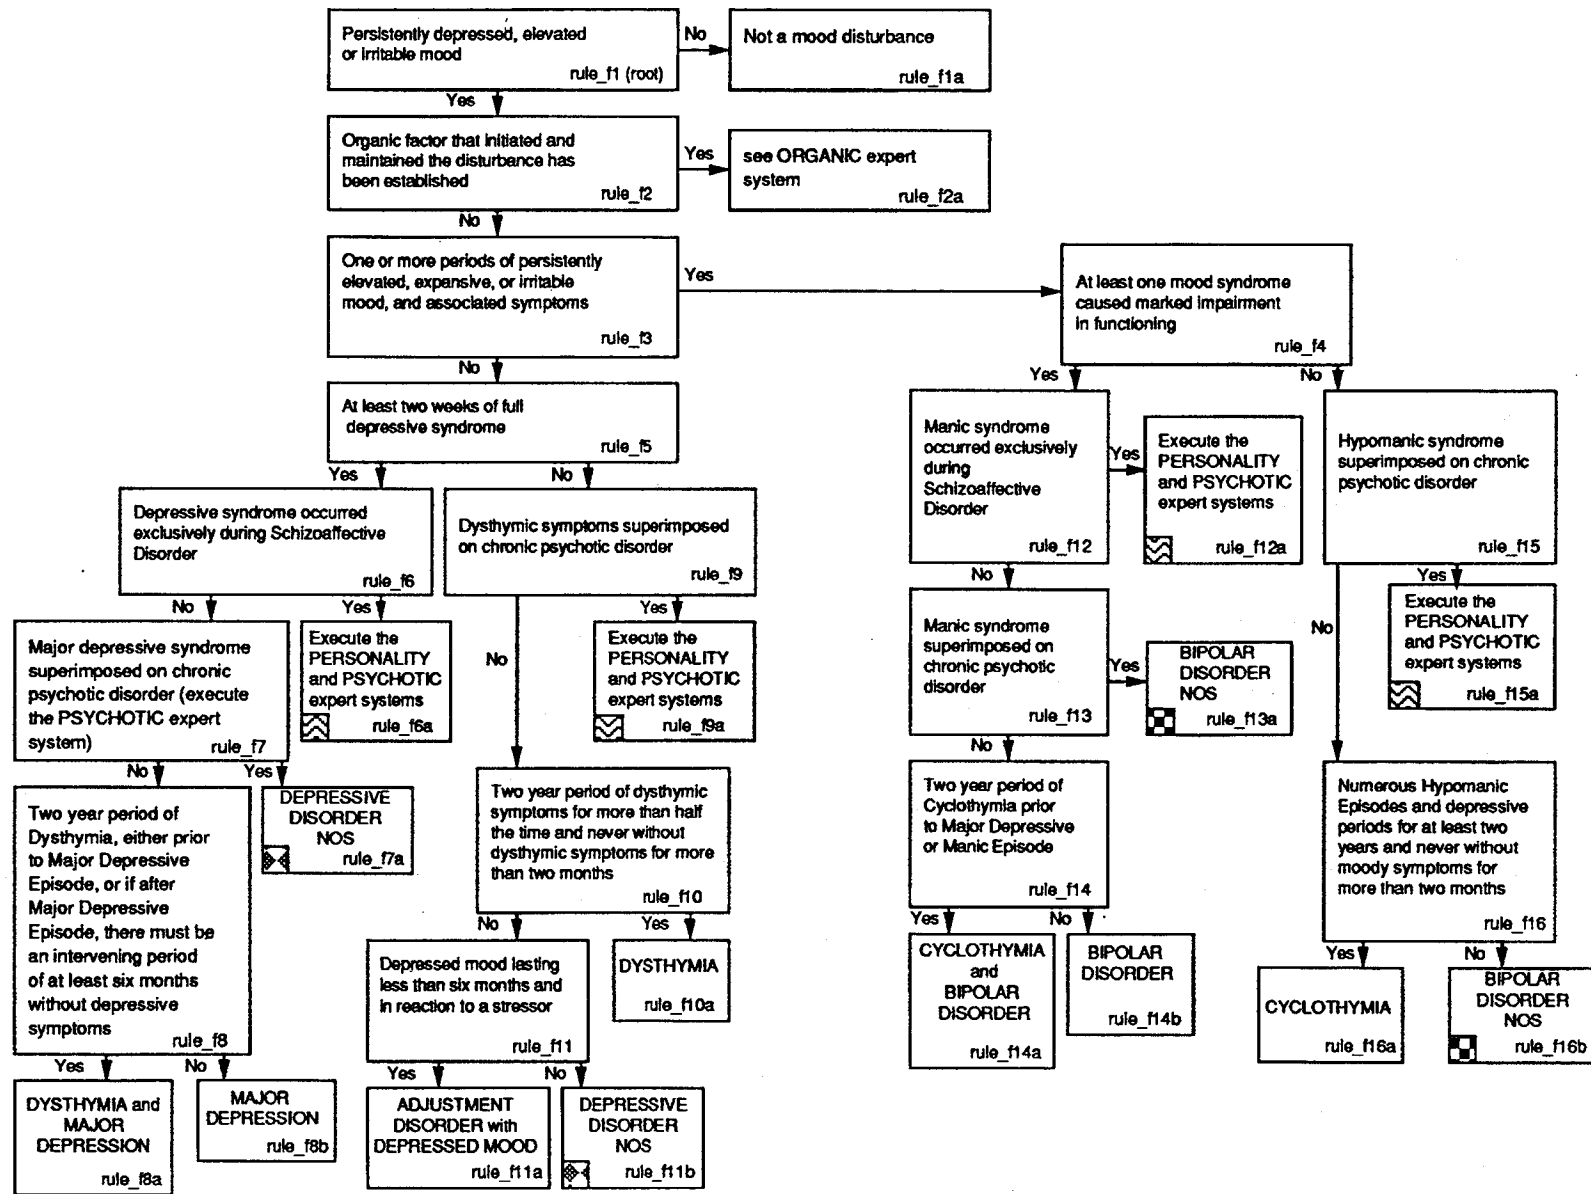 Persistently depressed, elevated
or irritable mood
rule_f1 (root)
No
Not a mood disturbance
rule_f1a
Yes
Organic factor that initiated and
maintained the disturbance has
been established
rule_f2
Yes
see ORGANIC expert
system
rule_f2a
No
One or more periods of persistently
elevated, expansive, or irritable
mood, and associated symptoms
rule_f3
Yes
At least one mood syndrome
caused marked impairment
in functioning
rule_f4
No
At least two weeks of full
depressive syndrome
rule_f5
Yes
No
Depressive syndrome occurred
exclusively during Schizoaffective
Disorder
rule_f6
Dysthymic symptoms superimposed
on chronic psychotic disorder
rule_f9
No
Yes
Major depressive syndrome
superimposed on chronic
psychotic disorder (execute
the PSYCHOTIC expert
system)
rule_f7
Execute the
PERSONALITY
and PSYCHOTIC
expert systems
rule_f6a
No
Yes
Execute the
PERSONALITY
and PSYCHOTIC
expert systems
rule_f9a
No
Yes
Two year period of
Dysthymia, either prior
to Major Depressive
Episode, or if after
Major Depressive
Episode, there must be
an intervening period
of at least six months
without depressive
symptoms
rule_f8
DEPRESSIVE
DISORDER
NOS
rule_f7a
Two year period of dysthymic
symptoms for more than half
the time and never without
dysthymic symptoms for more
than two months
rule_f10
No
Yes
Depressed mood lasting
less than six months and
in reaction to a stressor
rule_f11
DYSTHYMIA
rule_f10a
Yes
No
DYSTHYMIA and
MAJOR
DEPRESSION
rule_f8a
MAJOR
DEPRESSION
rule_f8b
Yes
No
ADJUSTMENT
DISORDER with
DEPRESSED MOOD
rule_f11a
DEPRESSIVE
DISORDER
NOS
rule_f11b
Yes
No
Manic syndrome
occurred exclusively
during
Schizoaffective
Disorder
rule_f12
Yes
Execute the
PERSONALITY
and PSYCHOTIC
expert systems
rule_f12a
Hypomanic syndrome
superimposed on chronic
psychotic disorder
rule_f15
No
Manic syndrome
superimposed on
chronic psychotic
disorder
rule_f13
Yes
BIPOLAR
DISORDER
NOS
rule_f13a
No
Yes
Execute the
PERSONALITY
and PSYCHOTIC
expert systems
rule_f15a
No
Two year period of
Cyclothymia prior
to Major Depressive
or Manic Episode
rule_f14
Numerous Hypomanic
Episodes and depressive
periods for at least two
years and never without
moody symptoms for
more than two months
rule_f16
Yes
No
CYCLOTHYMIA
and
BIPOLAR
DISORDER
rule_f14a
BIPOLAR
DISORDER
rule_f14b
Yes
No
CYCLOTHYMIA
rule_f16a
BIPOLAR
DISORDER
NOS
rule_f16b